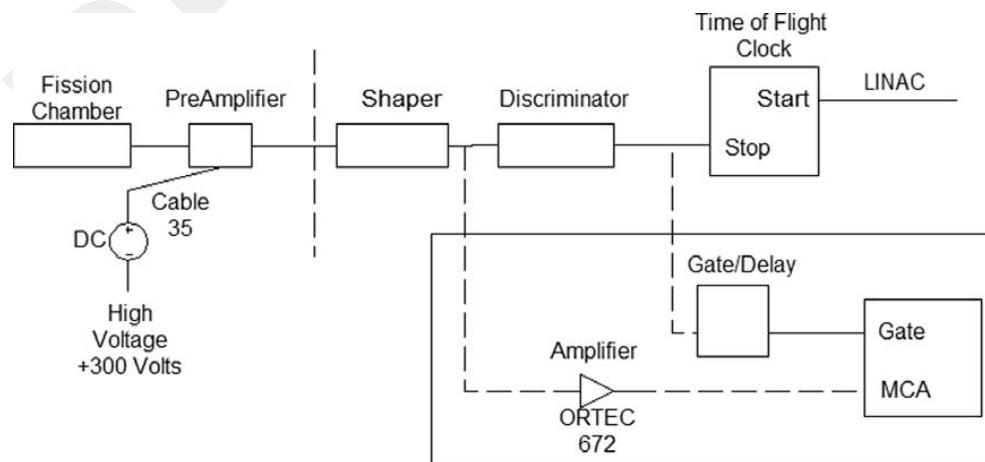 Time of Flight
Clock
Fission
Chamber
PreAmplifier
Shaper
Discriminator
Start
LINAC
Stop
Cable
35
DC
High
Voltage
+300 Volts
Gate/Delay
Gate
MCA
Amplifier
ORTEC
672